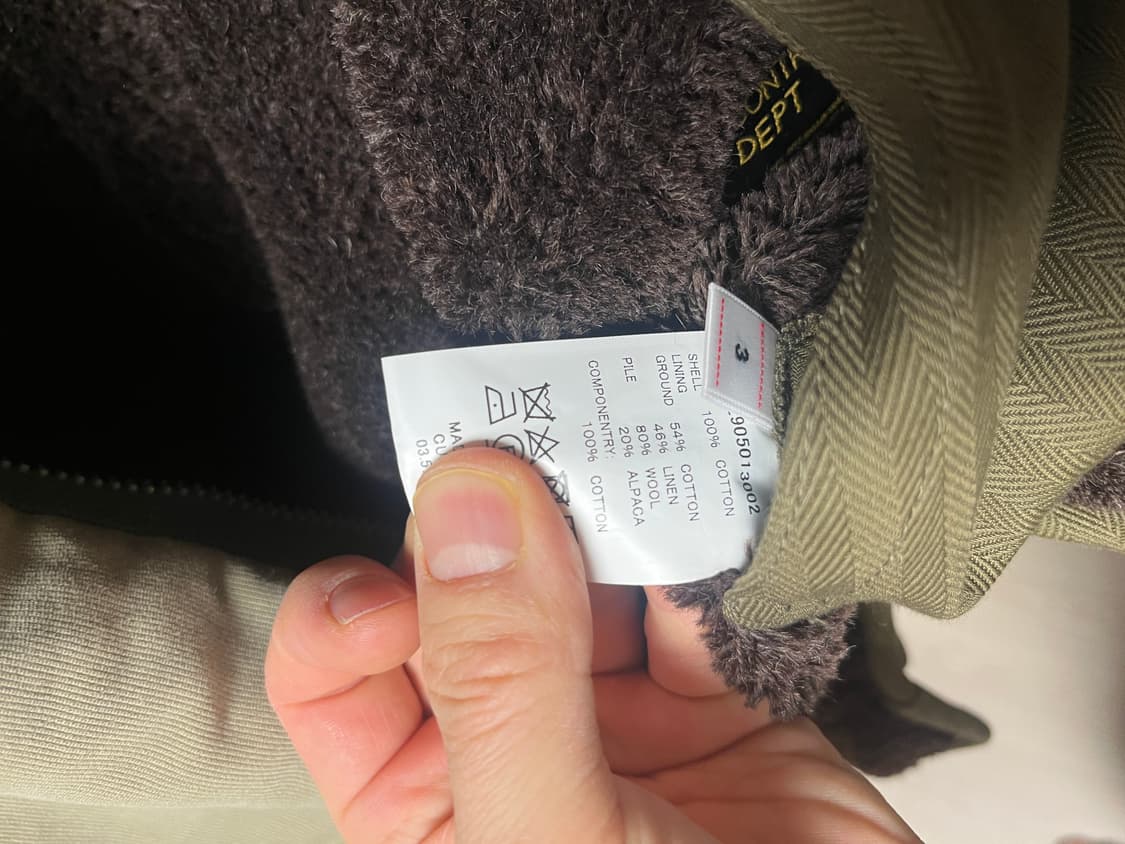 DEPT
3
905013002
SHELL 100% COTTON
LINING
GROUND 54% COTTON
46% LINEN
PILE 80% WOOL
20% ALPACA
COMPONENTRY:
100% COTTON